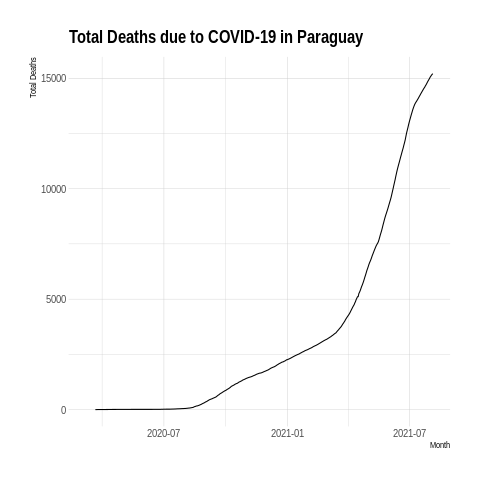 Total Deaths due to COVID-19 in Paraguay
Total Deaths
15000
10000
5000
0
2020-07
2021-01
2021-07
Month